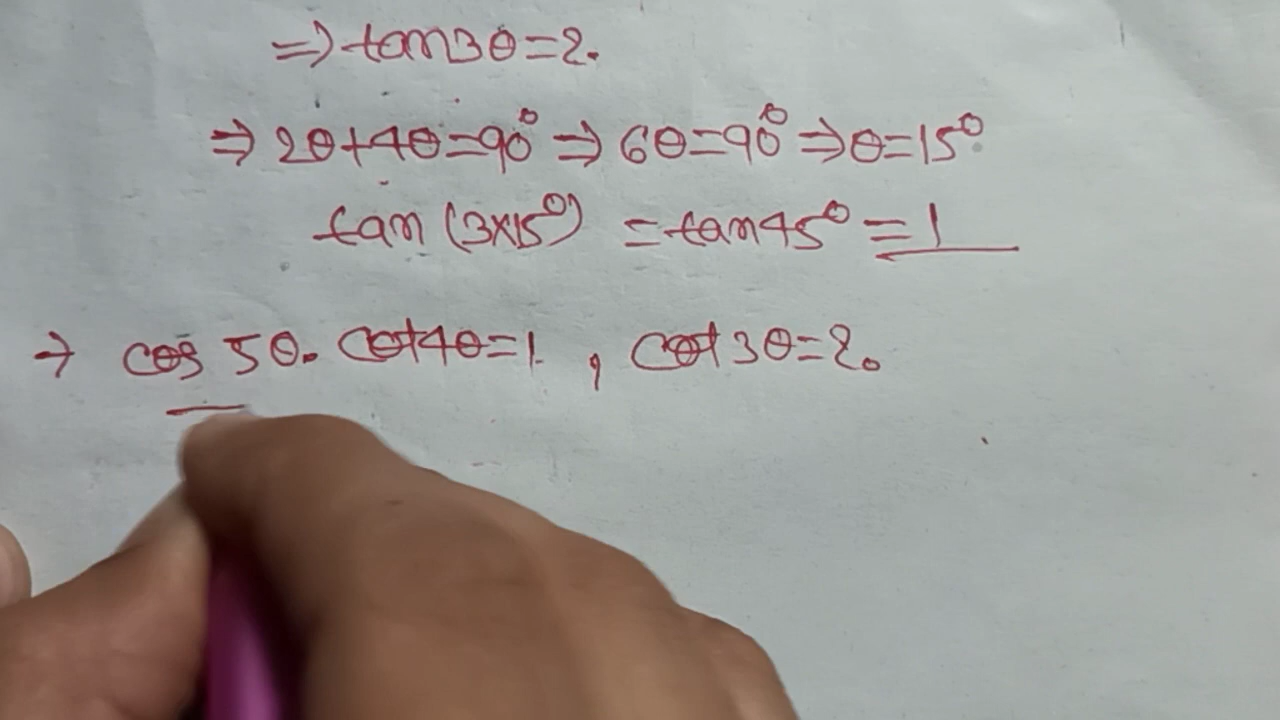 ⇒ tan3θ=2.
⇒ 2θ+4θ=90° ⇒ 6θ=90° ⇒ θ=15°
tan (3×15°) = tan45° = 1
→ cos 5θ. cot4θ=1. , cot 3θ=2.